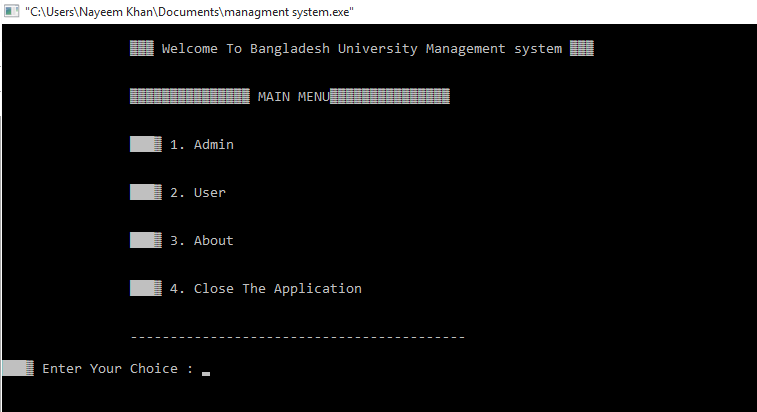 "C:\Users\Nayeem Khan\Documents\managment system.exe"
▒▒▒ Welcome To Bangladesh University Management system ▒▒▒
▒▒▒▒▒▒▒▒▒▒▒▒▒▒▒ MAIN MENU▒▒▒▒▒▒▒▒▒▒▒▒▒▒▒
███▒ 1. Admin
███▒ 2. User
███▒ 3. About
███▒ 4. Close The Application
------------------------------------------
███▒ Enter Your Choice : _